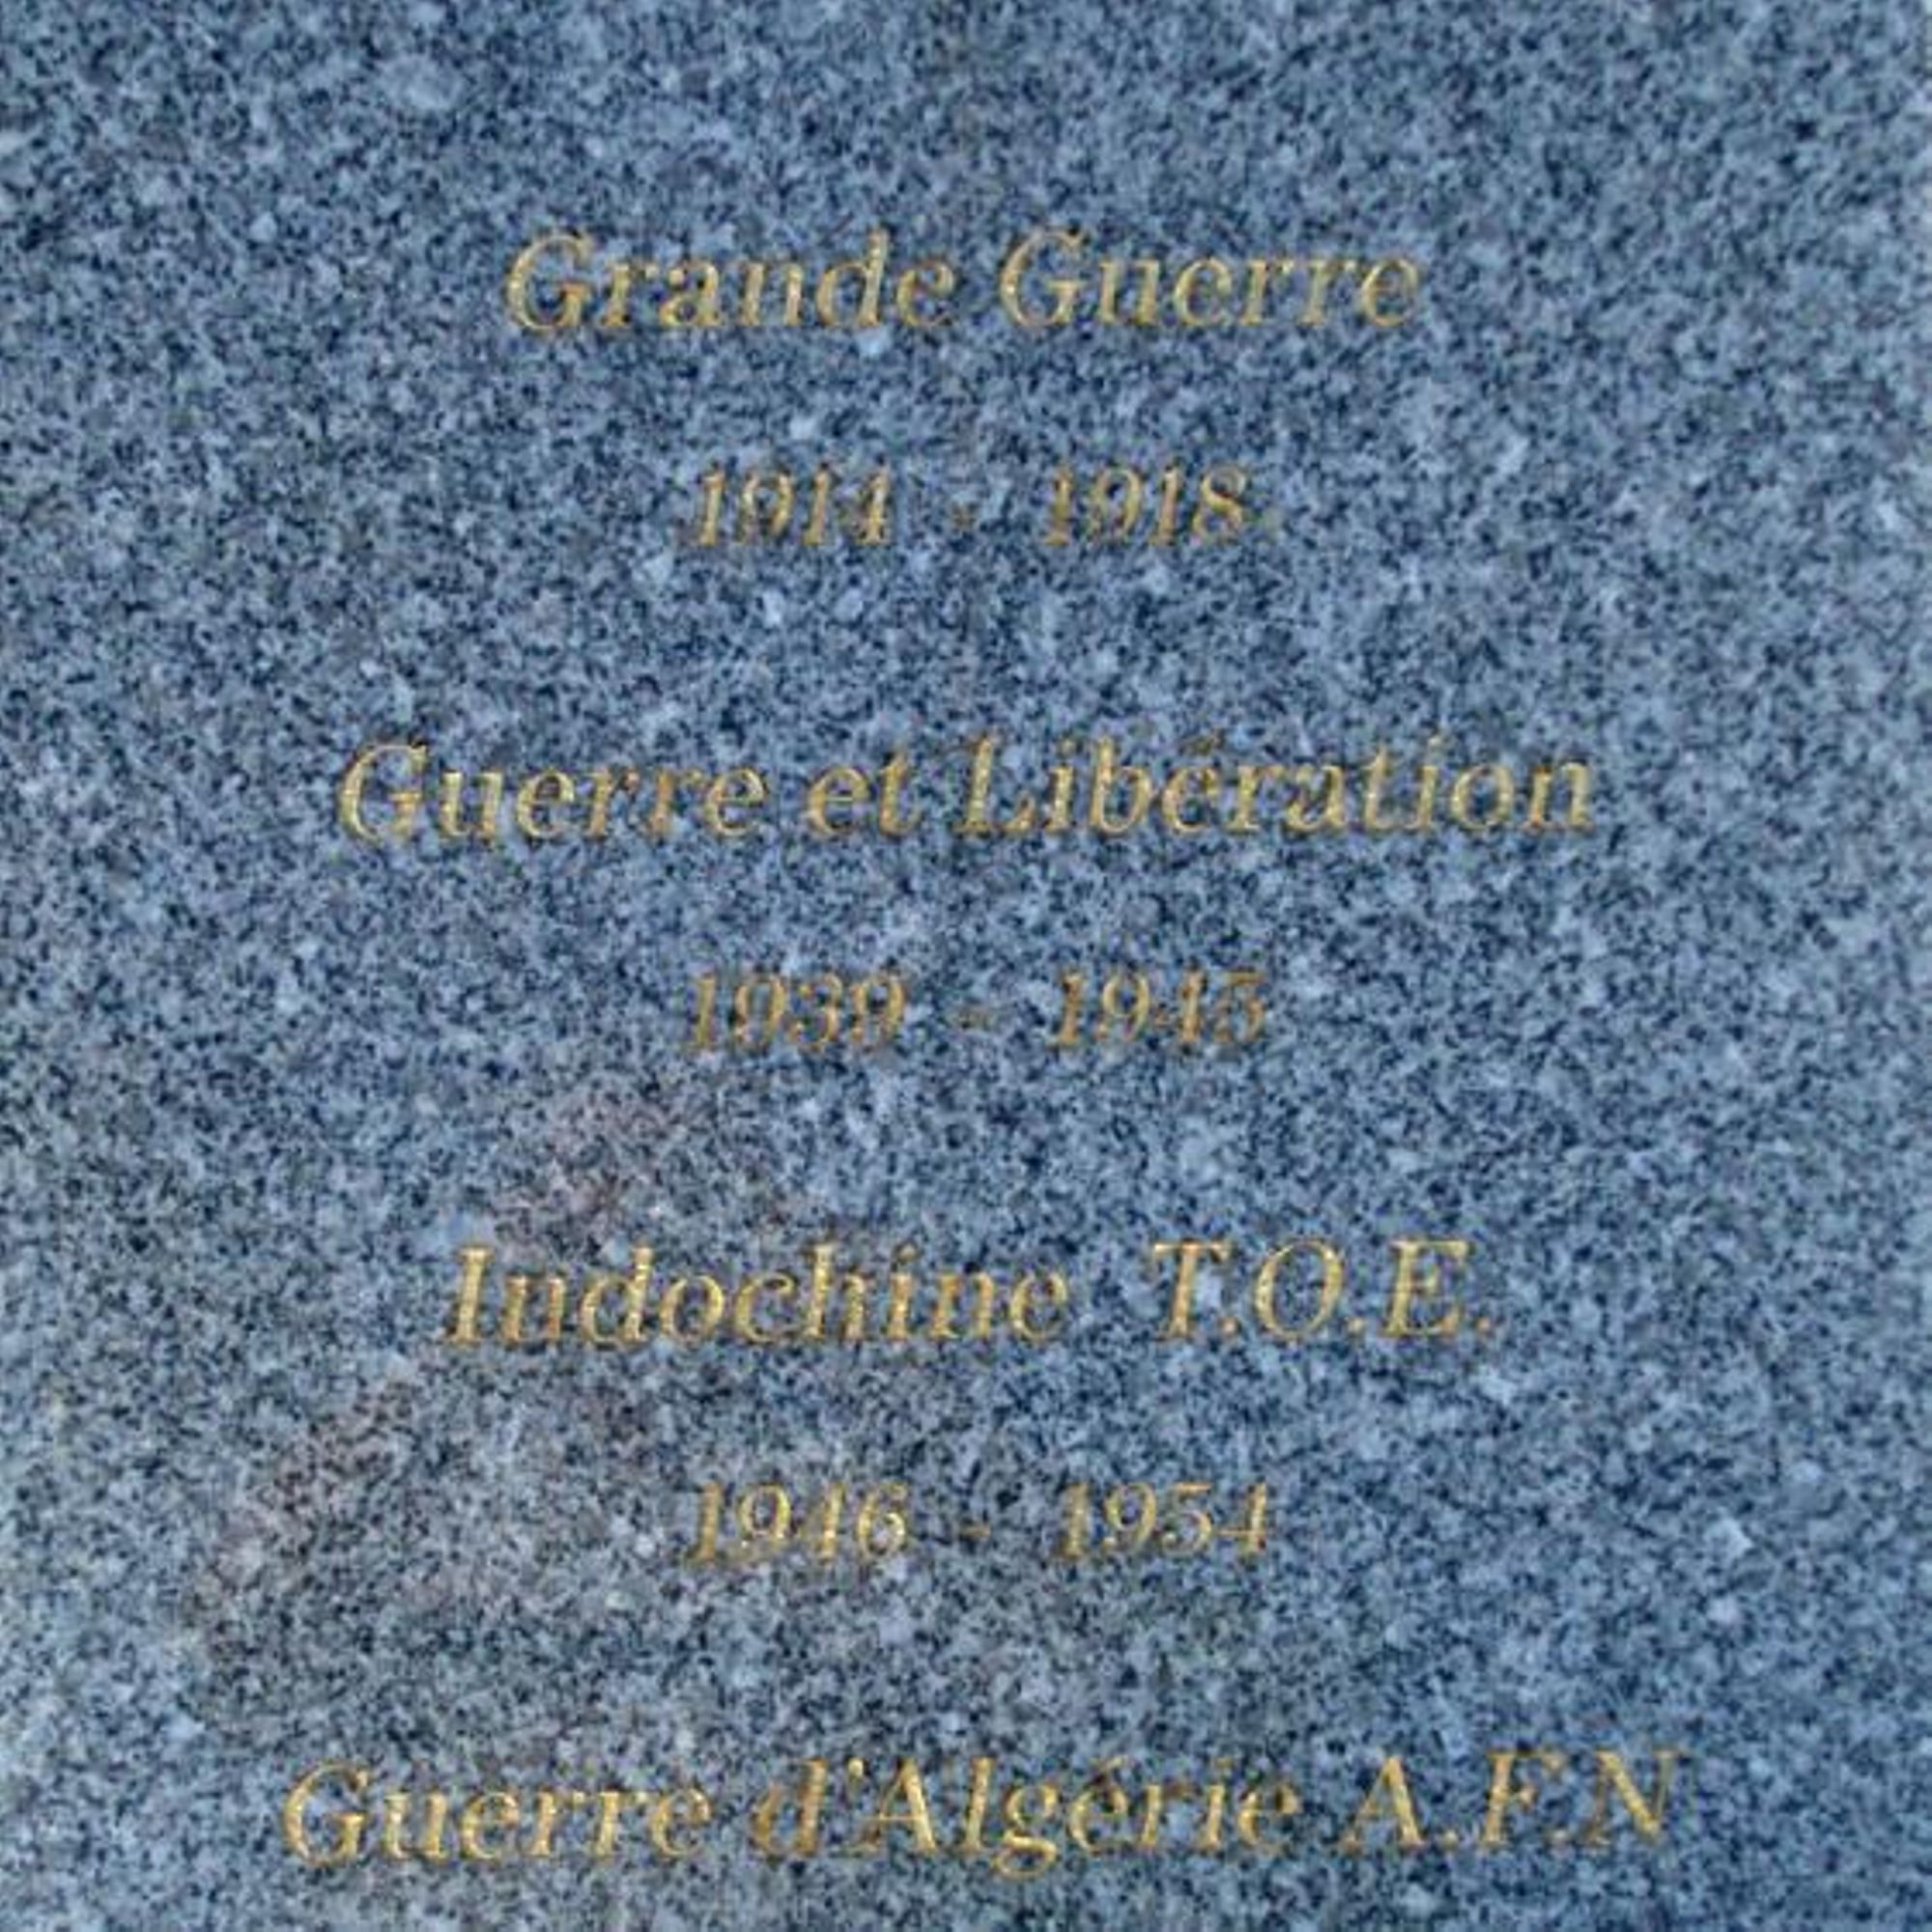 Grande Guerre
1914 - 1918
Guerre et Libération
1939 - 1945
Indochine T.O.E.
1946 - 1954
Guerre d'Algérie A.F.N